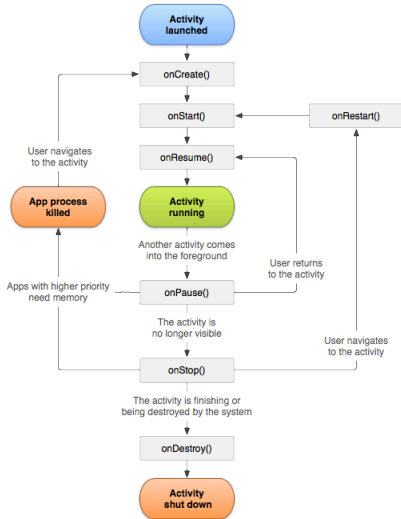 Activity
launched
onCreate()
onStart()
onRestart()
onResume()
User navigates
to the activity
App process
killed
Activity
running
Another activity comes
into the foreground
User returns
to the activity
Apps with higher priority
need memory
onPause()
The activity is
no longer visible
User navigates
to the activity
onStop()
The activity is finishing or
being destroyed by the system
onDestroy()
Activity
shut down